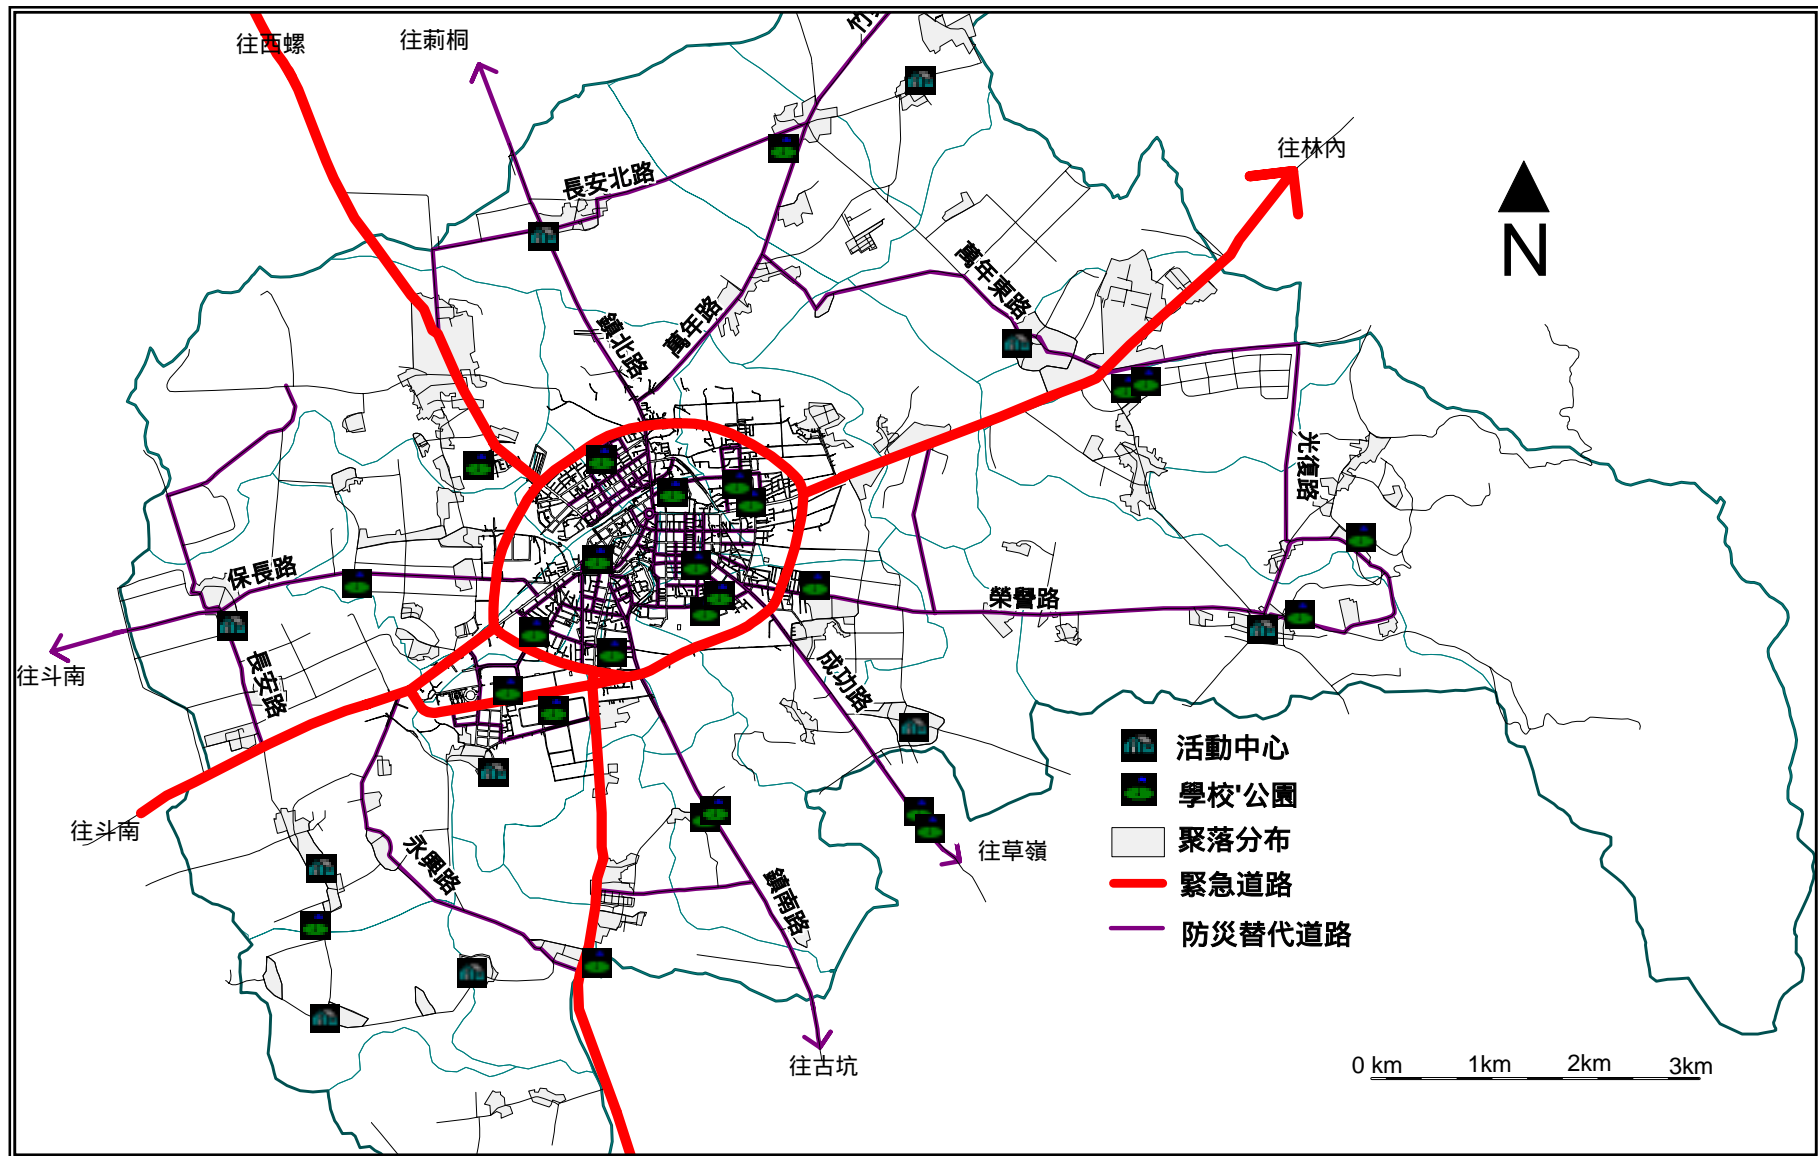 往西螺
往莿桐
竹
往林內
長安北路
N
萬年東路
鎮北路
萬年路
光復路
保長路
榮譽路
往斗南
長安路
成功路
活動中心
學校'公園
往斗南
聚落分布
永興路
往草嶺
緊急道路
鎮南路
防災替代道路
往古坑
0 km 1km 2km 3km